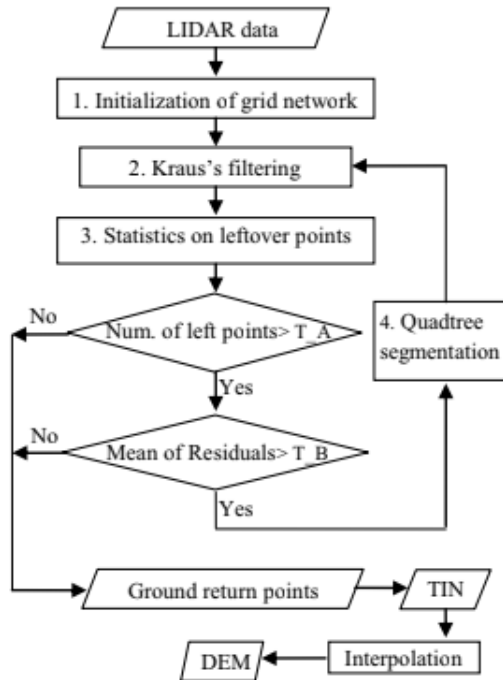 LIDAR data
1. Initialization of grid network
2. Kraus's filtering
3. Statistics on leftover points
No
Num. of left points> T_A
4. Quadtree
segmentation
Yes
No
Mean of Residuals> T_B
Yes
Ground return points
TIN
DEM
Interpolation